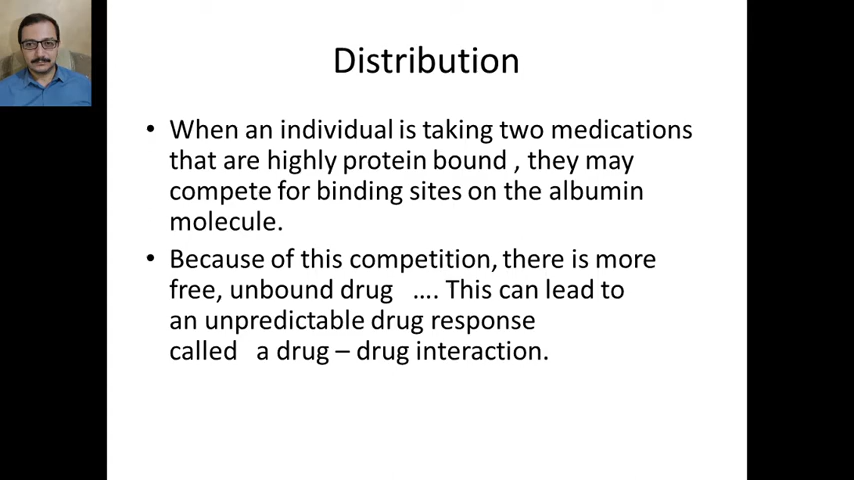 Distribution
• When an individual is taking two medications
that are highly protein bound , they may
compete for binding sites on the albumin
molecule.
• Because of this competition, there is more
free, unbound drug   …. This can lead to
an unpredictable drug response
called   a drug – drug interaction.